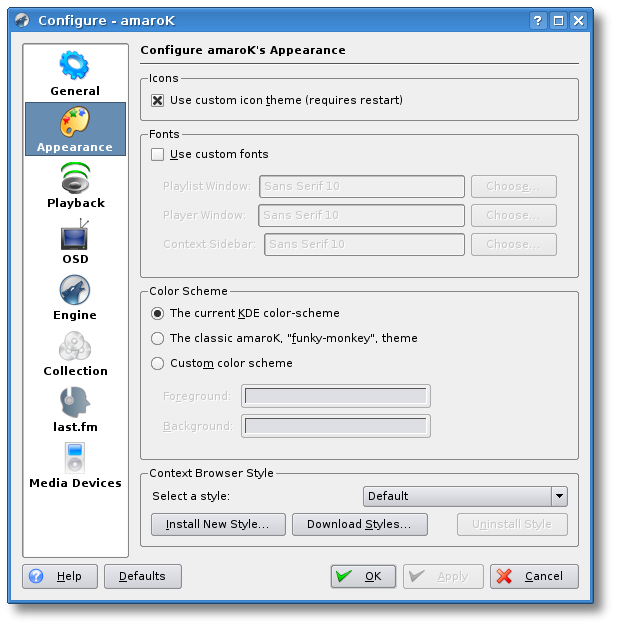 Configure - amaroK
General
Appearance
Playback
OSD
Engine
Collection
last.fm
Media Devices
Configure amaroK's Appearance
Icons
Use custom icon theme (requires restart)
Fonts
Use custom fonts
Playlist Window: Sans Serif 10 Choose...
Player Window: Sans Serif 10 Choose...
Context Sidebar: Sans Serif 10 Choose...
Color Scheme
The current KDE color-scheme
The classic amaroK, "funky-monkey", theme
Custom color scheme
Foreground:
Background:
Context Browser Style
Select a style: Default
Install New Style... Download Styles... Uninstall Style
Help Defaults OK Apply Cancel